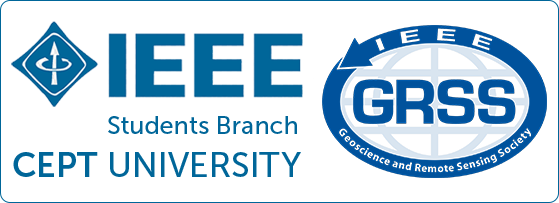 IEEE
Students Branch
CEPT UNIVERSITY
IEEE
GRSS
Geoscience and Remote Sensing Society